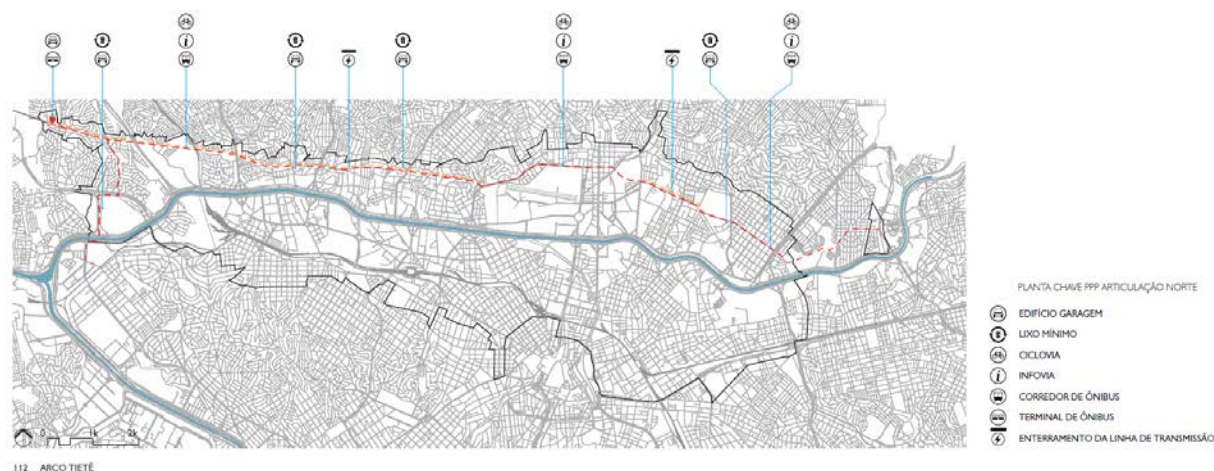 PLANTA CHAVE PPP ARTICULAÇÃO NORTE
EDIFÍCIO GARAGEM
LIXO MÍNIMO
CICLOVIA
i INFOVIA
CORREDOR DE ÔNIBUS
TERMINAL DE ÔNIBUS
ENTERRAMENTO DA LINHA DE TRANSMISSÃO
0 1k 2k
112 ARCO TIETÊ